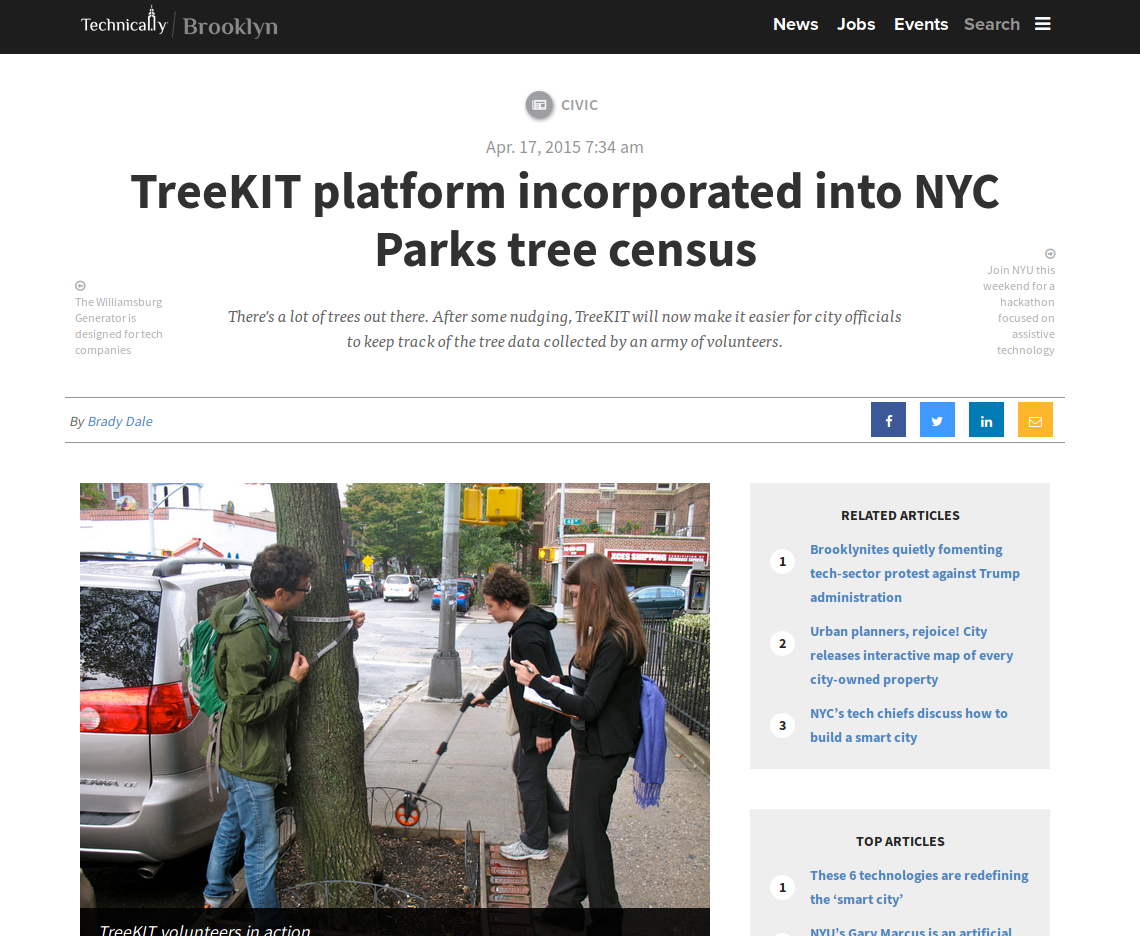 Technically Brooklyn
News Jobs Events Search
CIVIC
Apr. 17, 2015 7:34 am
TreeKIT platform incorporated into NYC
Parks tree census
The Williamsburg
Generator is
designed for tech
companies
There's a lot of trees out there. After some nudging, TreeKIT will now make it easier for city officials
to keep track of the tree data collected by an army of volunteers.
Join NYU this
weekend for a
hackathon
focused on
assistive
technology
By Brady Dale
TreeKIT volunteers in action
RELATED ARTICLES
1
Brooklynites quietly fomenting
tech-sector protest against Trump
administration
2
Urban planners, rejoice! City
releases interactive map of every
city-owned property
3
NYC's tech chiefs discuss how to
build a smart city
TOP ARTICLES
1
These 6 technologies are redefining
the ‘smart city’
NYU's Gary Marcus is an artificial